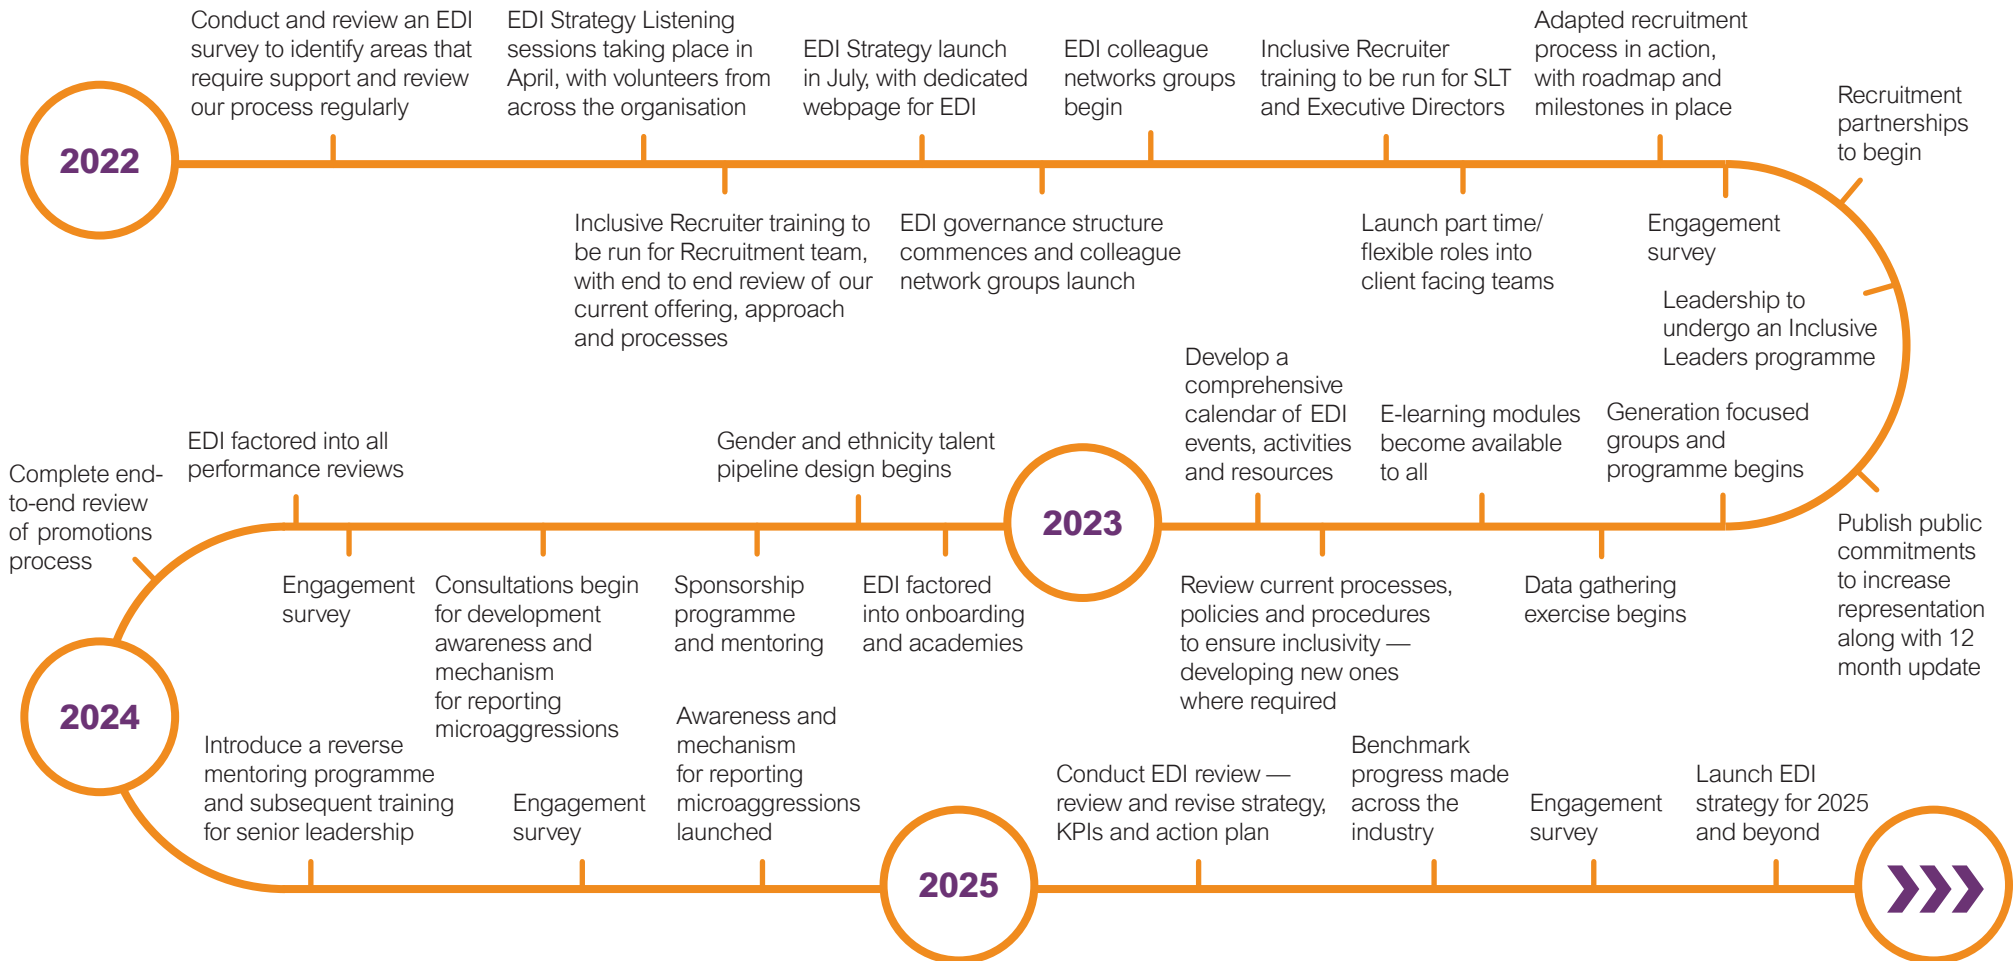 2022
Conduct and review an EDI
survey to identify areas that
require support and review
our process regularly
EDI Strategy Listening
sessions taking place in
April, with volunteers from
across the organisation
Inclusive Recruiter training to
be run for Recruitment team,
with end to end review of our
current offering, approach
and processes
EDI Strategy launch
in July, with dedicated
webpage for EDI
EDI governance structure
commences and colleague
network groups launch
EDI colleague
networks groups
begin
Inclusive Recruiter
training to be run for SLT
and Executive Directors
Launch part time/
flexible roles into
client facing teams
Adapted recruitment
process in action,
with roadmap and
milestones in place
Engagement
survey
Recruitment
partnerships
to begin
Leadership to
undergo an Inclusive
Leaders programme
Publish public
commitments
to increase
representation
along with 12
month update
Generation focused
groups and
programme begins
Data gathering
exercise begins
E-learning modules
become available
to all
Review current processes,
policies and procedures
to ensure inclusivity —
developing new ones
where required
Develop a
comprehensive
calendar of EDI
events, activities
and resources
2023
EDI factored
into onboarding
and academies
Gender and ethnicity talent
pipeline design begins
Sponsorship
programme
and mentoring
Consultations begin
for development
awareness and
mechanism
for reporting
microaggressions
Engagement
survey
EDI factored into all
performance reviews
Complete end-
to-end review
of promotions
process
2024
Introduce a reverse
mentoring programme
and subsequent training
for senior leadership
Engagement
survey
Awareness and
mechanism
for reporting
microaggressions
launched
2025
Conduct EDI review —
review and revise strategy,
KPIs and action plan
Benchmark
progress made
across the
industry
Engagement
survey
Launch EDI
strategy for 2025
and beyond